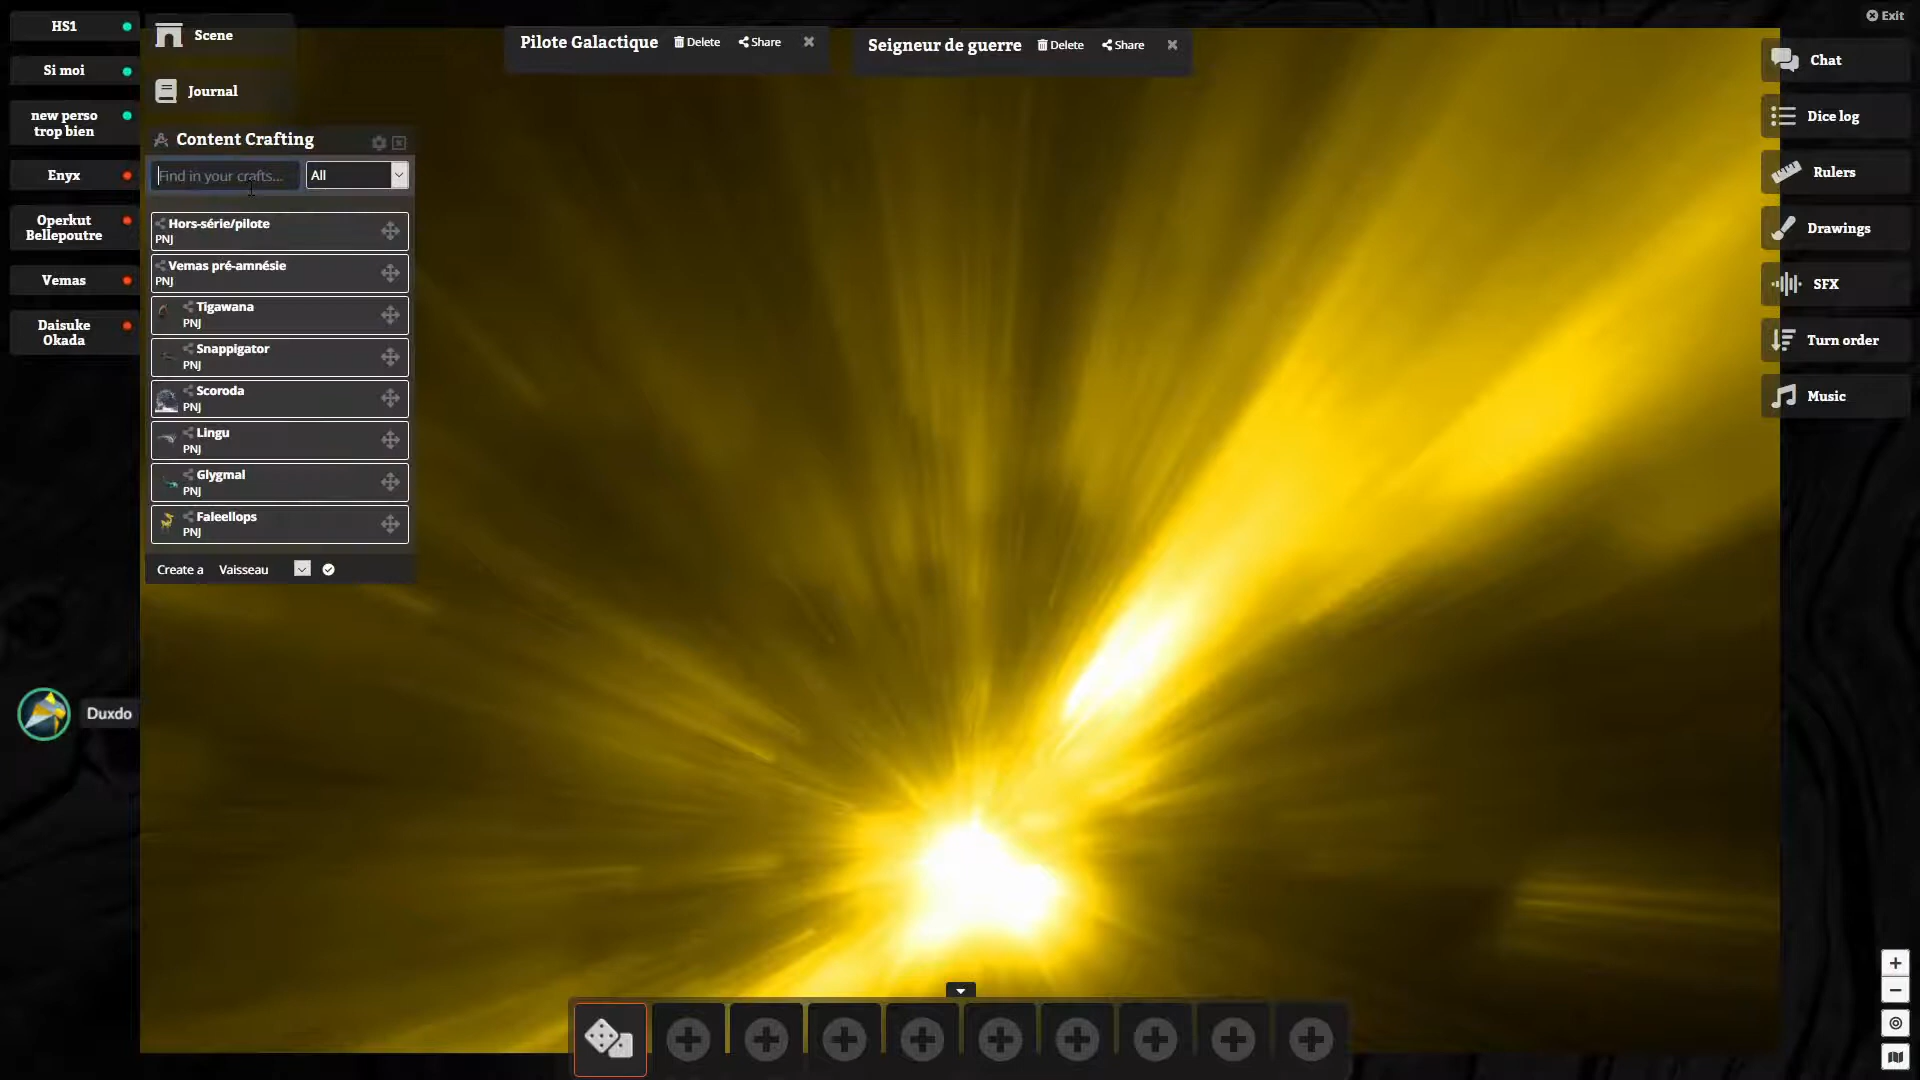 HS1
Si moi
new perso
trop bien
Enyx
Operkut
Bellepoutre
Vemas
Daisuke
Okada
Duxdo
Scene
Journal
Content Crafting
Find in your crafts...
All
Hors-série/pilote
PNJ
Vemas pré-amnésie
PNJ
Tigawana
PNJ
Snappigator
PNJ
Scoroda
PNJ
Lingu
PNJ
Glygmal
PNJ
Faleellops
PNJ
Create a Vaisseau
Pilote Galactique Delete Share
Seigneur de guerre Delete Share
Exit
Chat
Dice log
Rulers
Drawings
SFX
Turn order
Music